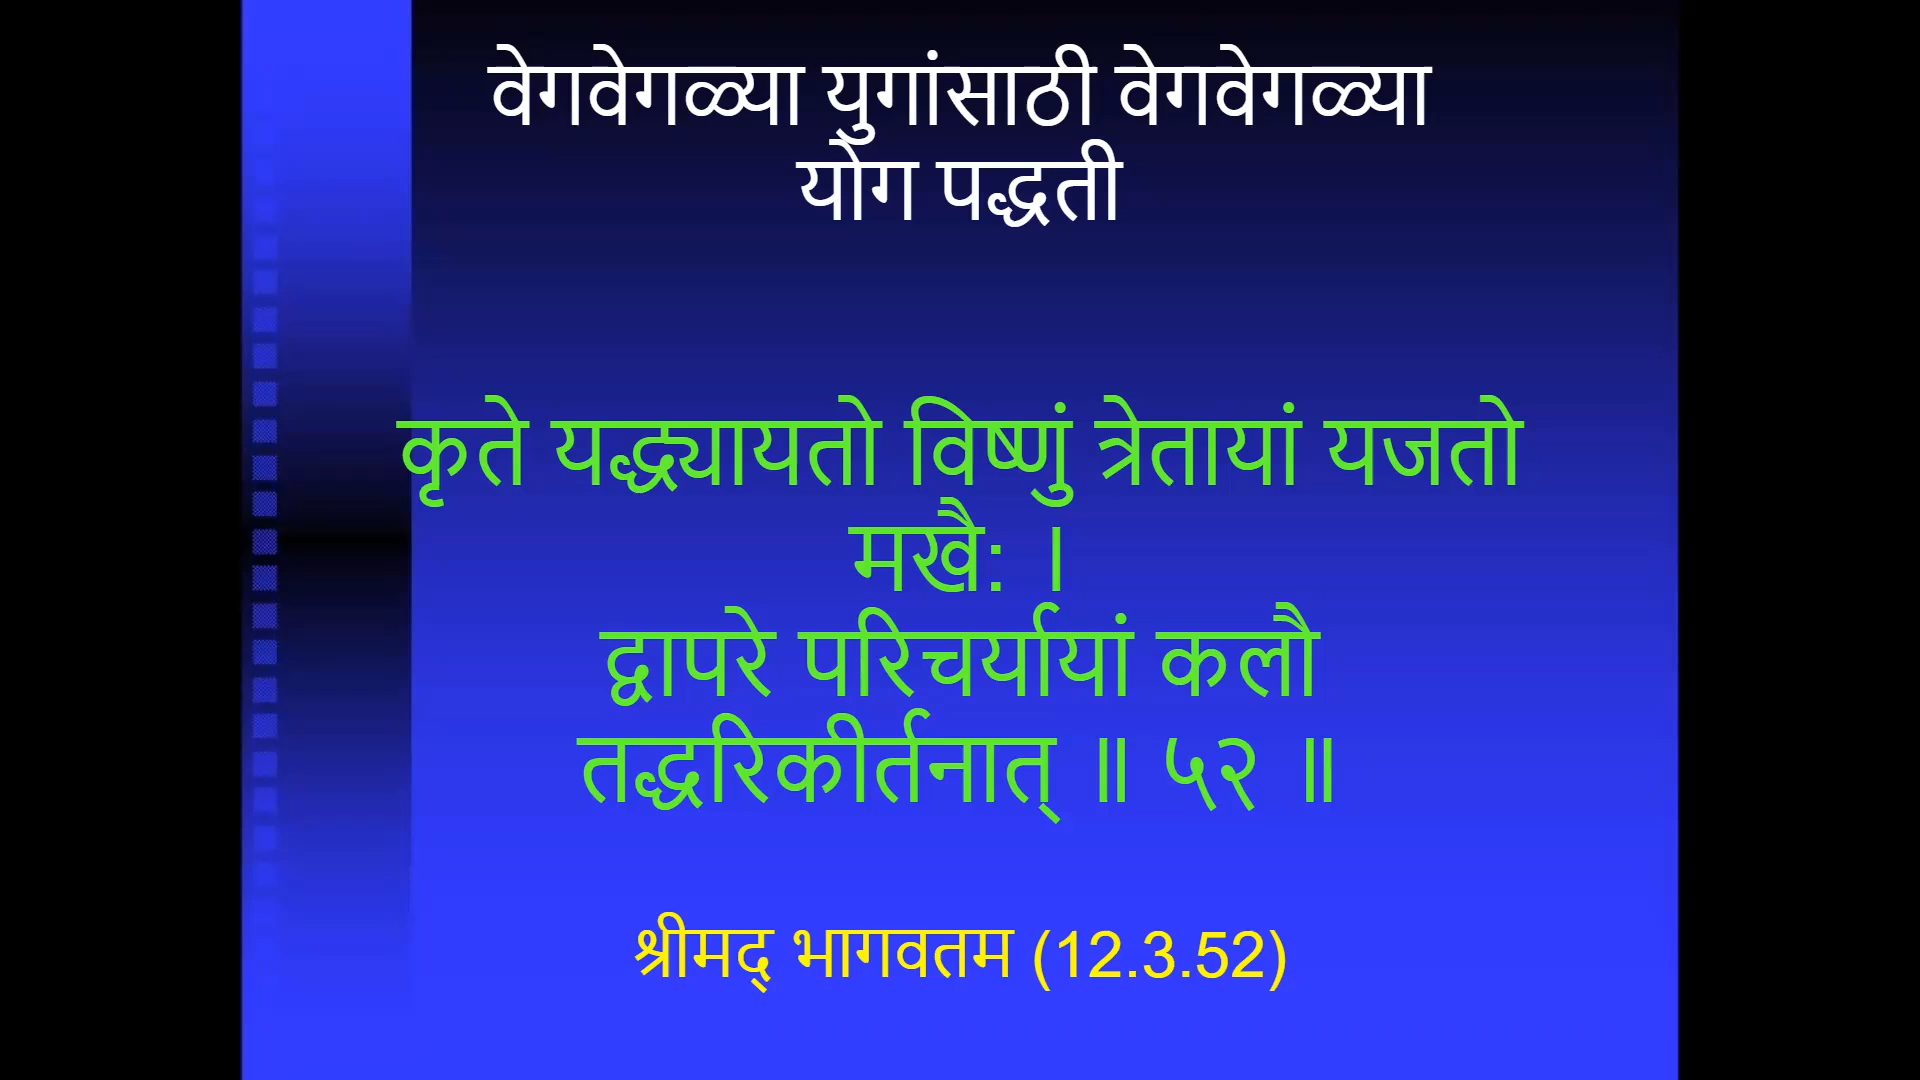 वेगवेगळ्या युगांसाठी वेगवेगळ्या
योग पद्धती
कृते यद्ध्यायतो विष्णुं त्रेतायां यजतो
मखै: ।
द्वापरे परिचर्यायां कलौ
तद्धरिकीर्तनात् ॥ ५२ ॥
श्रीमद् भागवतम (12.3.52)